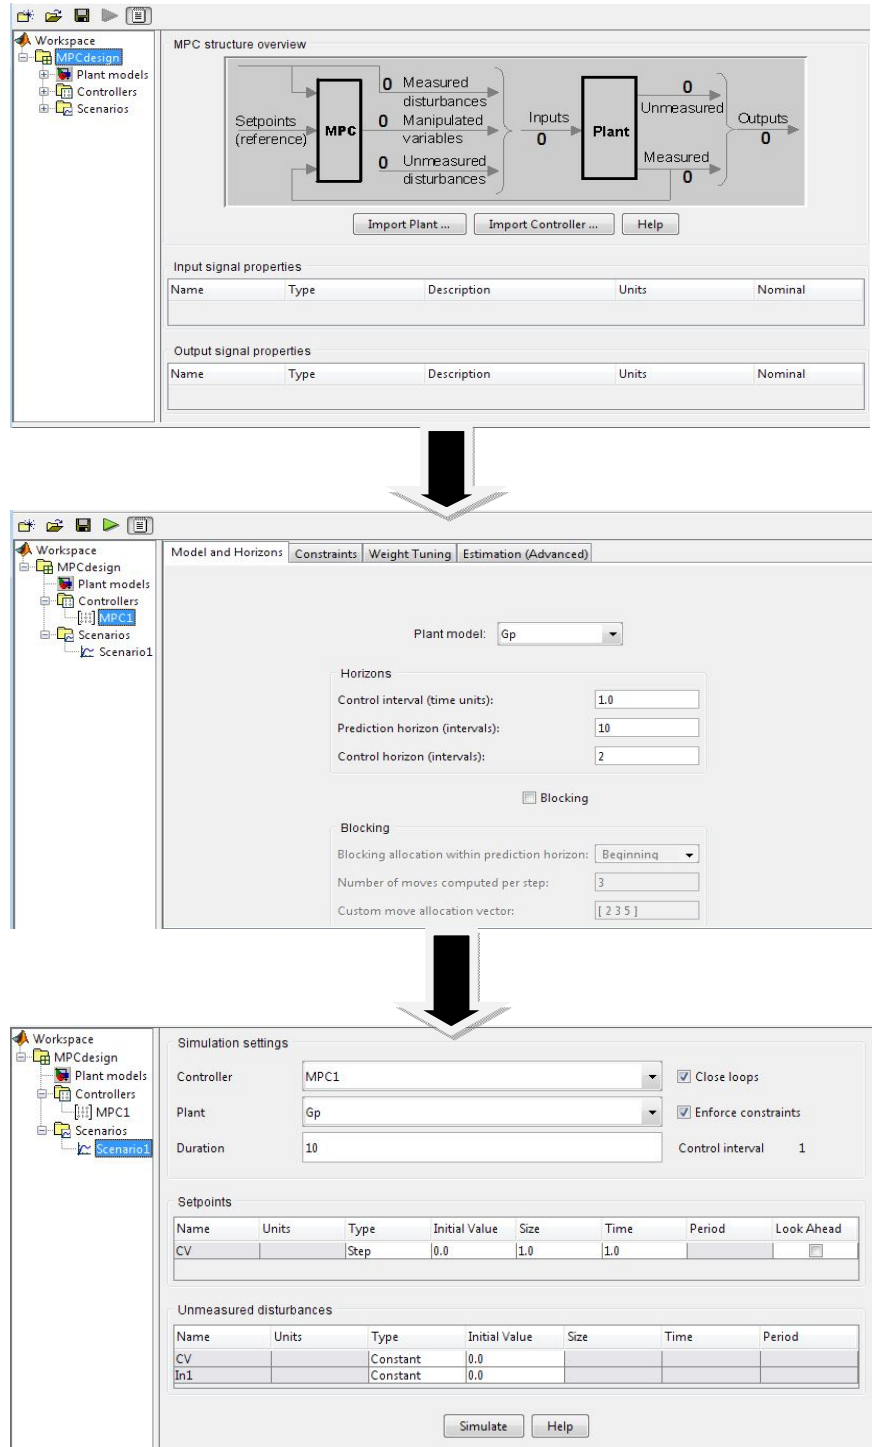 Workspace
MPCdesign
Plant models
Controllers
Scenarios
MPC structure overview
Setpoints
(reference)
MPC
0 Measured
disturbances
0 Manipulated
variables
0 Unmeasured
disturbances
Inputs
0
Plant
0
Unmeasured
Measured
0
Outputs
0
Import Plant ... Import Controller ... Help
Input signal properties
Name Type Description Units Nominal
Output signal properties
Name Type Description Units Nominal
Workspace
MPCdesign
Plant models
Controllers
MPC1
Scenarios
Scenario1
Model and Horizons Constraints Weight Tuning Estimation (Advanced)
Plant model: Gp
Horizons
Control interval (time units): 1.0
Prediction horizon (intervals): 10
Control horizon (intervals): 2
Blocking
Blocking
Blocking allocation within prediction horizon: Beginning
Number of moves computed per step: 3
Custom move allocation vector: [ 2 3 5 ]
Workspace
MPCdesign
Plant models
Controllers
MPC1
Scenarios
Scenario1
Simulation settings
Controller MPC1 Close loops
Plant Gp Enforce constraints
Duration 10 Control interval 1
Setpoints
Name Units Type Initial Value Size Time Period Look Ahead
CV Step 0.0 1.0 1.0
Unmeasured disturbances
Name Units Type Initial Value Size Time Period
CV Constant 0.0
In1 Constant 0.0
Simulate Help